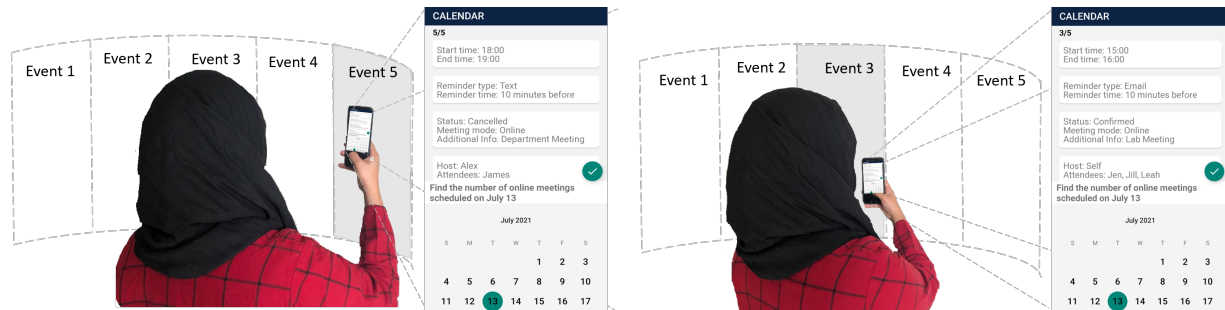 Event 1
Event 2
Event 3
Event 4
Event 5
CALENDAR
5/5
Start time: 18:00
End time: 19:00
Reminder type: Text
Reminder time: 10 minutes before
Status: Cancelled
Meeting mode: Online
Additional Info: Department Meeting
Host: Alex
Attendees: James
Find the number of online meetings
scheduled on July 13
July 2021
S M T W T F S
1 2 3
4 5 6 7 8 9 10
11 12 13 14 15 16 17
Event 1
Event 2
Event 3
Event 4
Event 5
CALENDAR
3/5
Start time: 15:00
End time: 16:00
Reminder type: Email
Reminder time: 10 minutes before
Status: Confirmed
Meeting mode: Online
Additional Info: Lab Meeting
Host: Self
Attendees: Jen, Jill, Leah
Find the number of online meetings
scheduled on July 13
July 2021
S M T W T F S
1 2 3
4 5 6 7 8 9 10
11 12 13 14 15 16 17